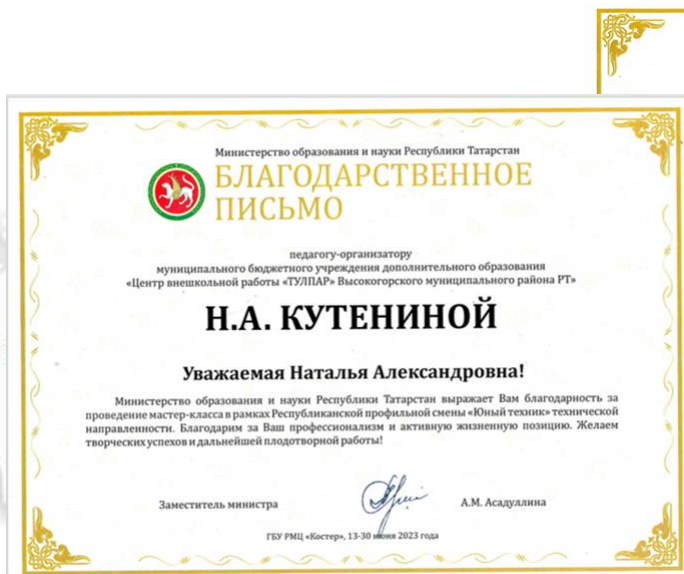 Министерство образования и науки Республики Татарстан
БЛАГОДАРСТВЕННОЕ
ПИСЬМО
педагогу-организатору
муниципального бюджетного учреждения дополнительного образования
«Центр внешкольной работы «ТУЛПАР» Высокогорского муниципального района РТ»
Н.А. КУТЕНИНОЙ
Уважаемая Наталья Александровна!
Министерство образования и науки Республики Татарстан выражает Вам благодарность за
проведение мастер-класса в рамках Республиканской профильной смены «Юный техник» технической
направленности. Благодарим за Ваш профессионализм и активную жизненную позицию. Желаем
творческих успехов и дальнейшей плодотворной работы!
Заместитель министра
А.М. Асадуллина
ГБУ РМЦ «Костер», 13-30 июня 2023 года